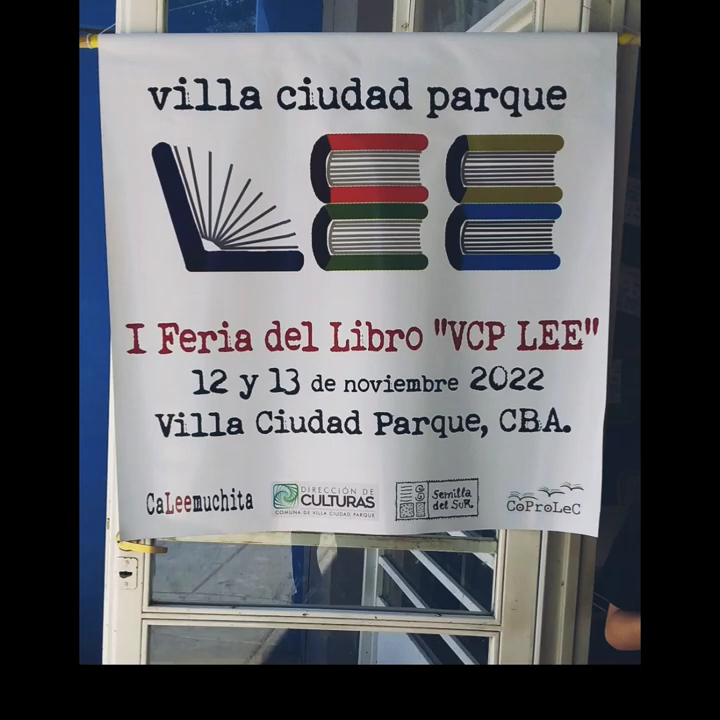 villa ciudad parque
LEE
I Feria del Libro "VCP LEE"
12 y 13 de noviembre 2022
Villa Ciudad Parque, CBA.
CaLeemuchita
DIRECCIÓN DE
CULTURAS
COMUNA DE VILLA CIUDAD PARQUE
Semilla
del SuR
CoProLeC